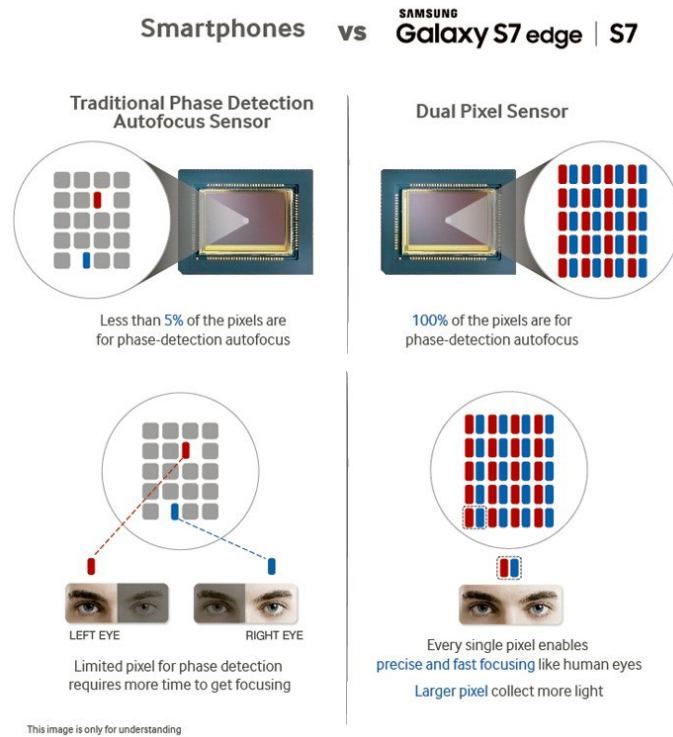 Smartphones vs SAMSUNG Galaxy S7 edge | S7
Traditional Phase Detection
Autofocus Sensor
Less than 5% of the pixels are
for phase-detection autofocus
Dual Pixel Sensor
100% of the pixels are for
phase-detection autofocus
LEFT EYE
RIGHT EYE
Limited pixel for phase detection
requires more time to get focusing
Every single pixel enables
precise and fast focusing like human eyes
Larger pixel collect more light
This image is only for understanding